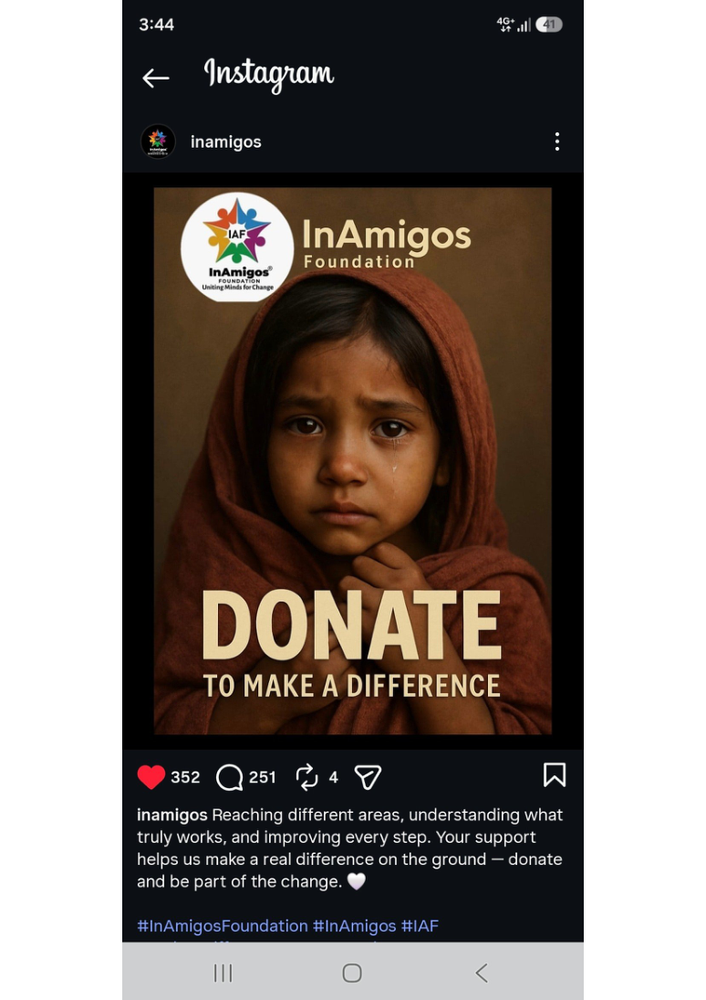 3:44
4G+
41
Instagram
inamigos
IAF
InAmigos®
FOUNDATION
Uniting Minds for Change
InAmigos
Foundation
DONATE
TO MAKE A DIFFERENCE
352 251 4
inamigos Reaching different areas, understanding what
truly works, and improving every step. Your support
helps us make a real difference on the ground — donate
and be part of the change. 🤍
#InAmigosFoundation #InAmigos #IAF